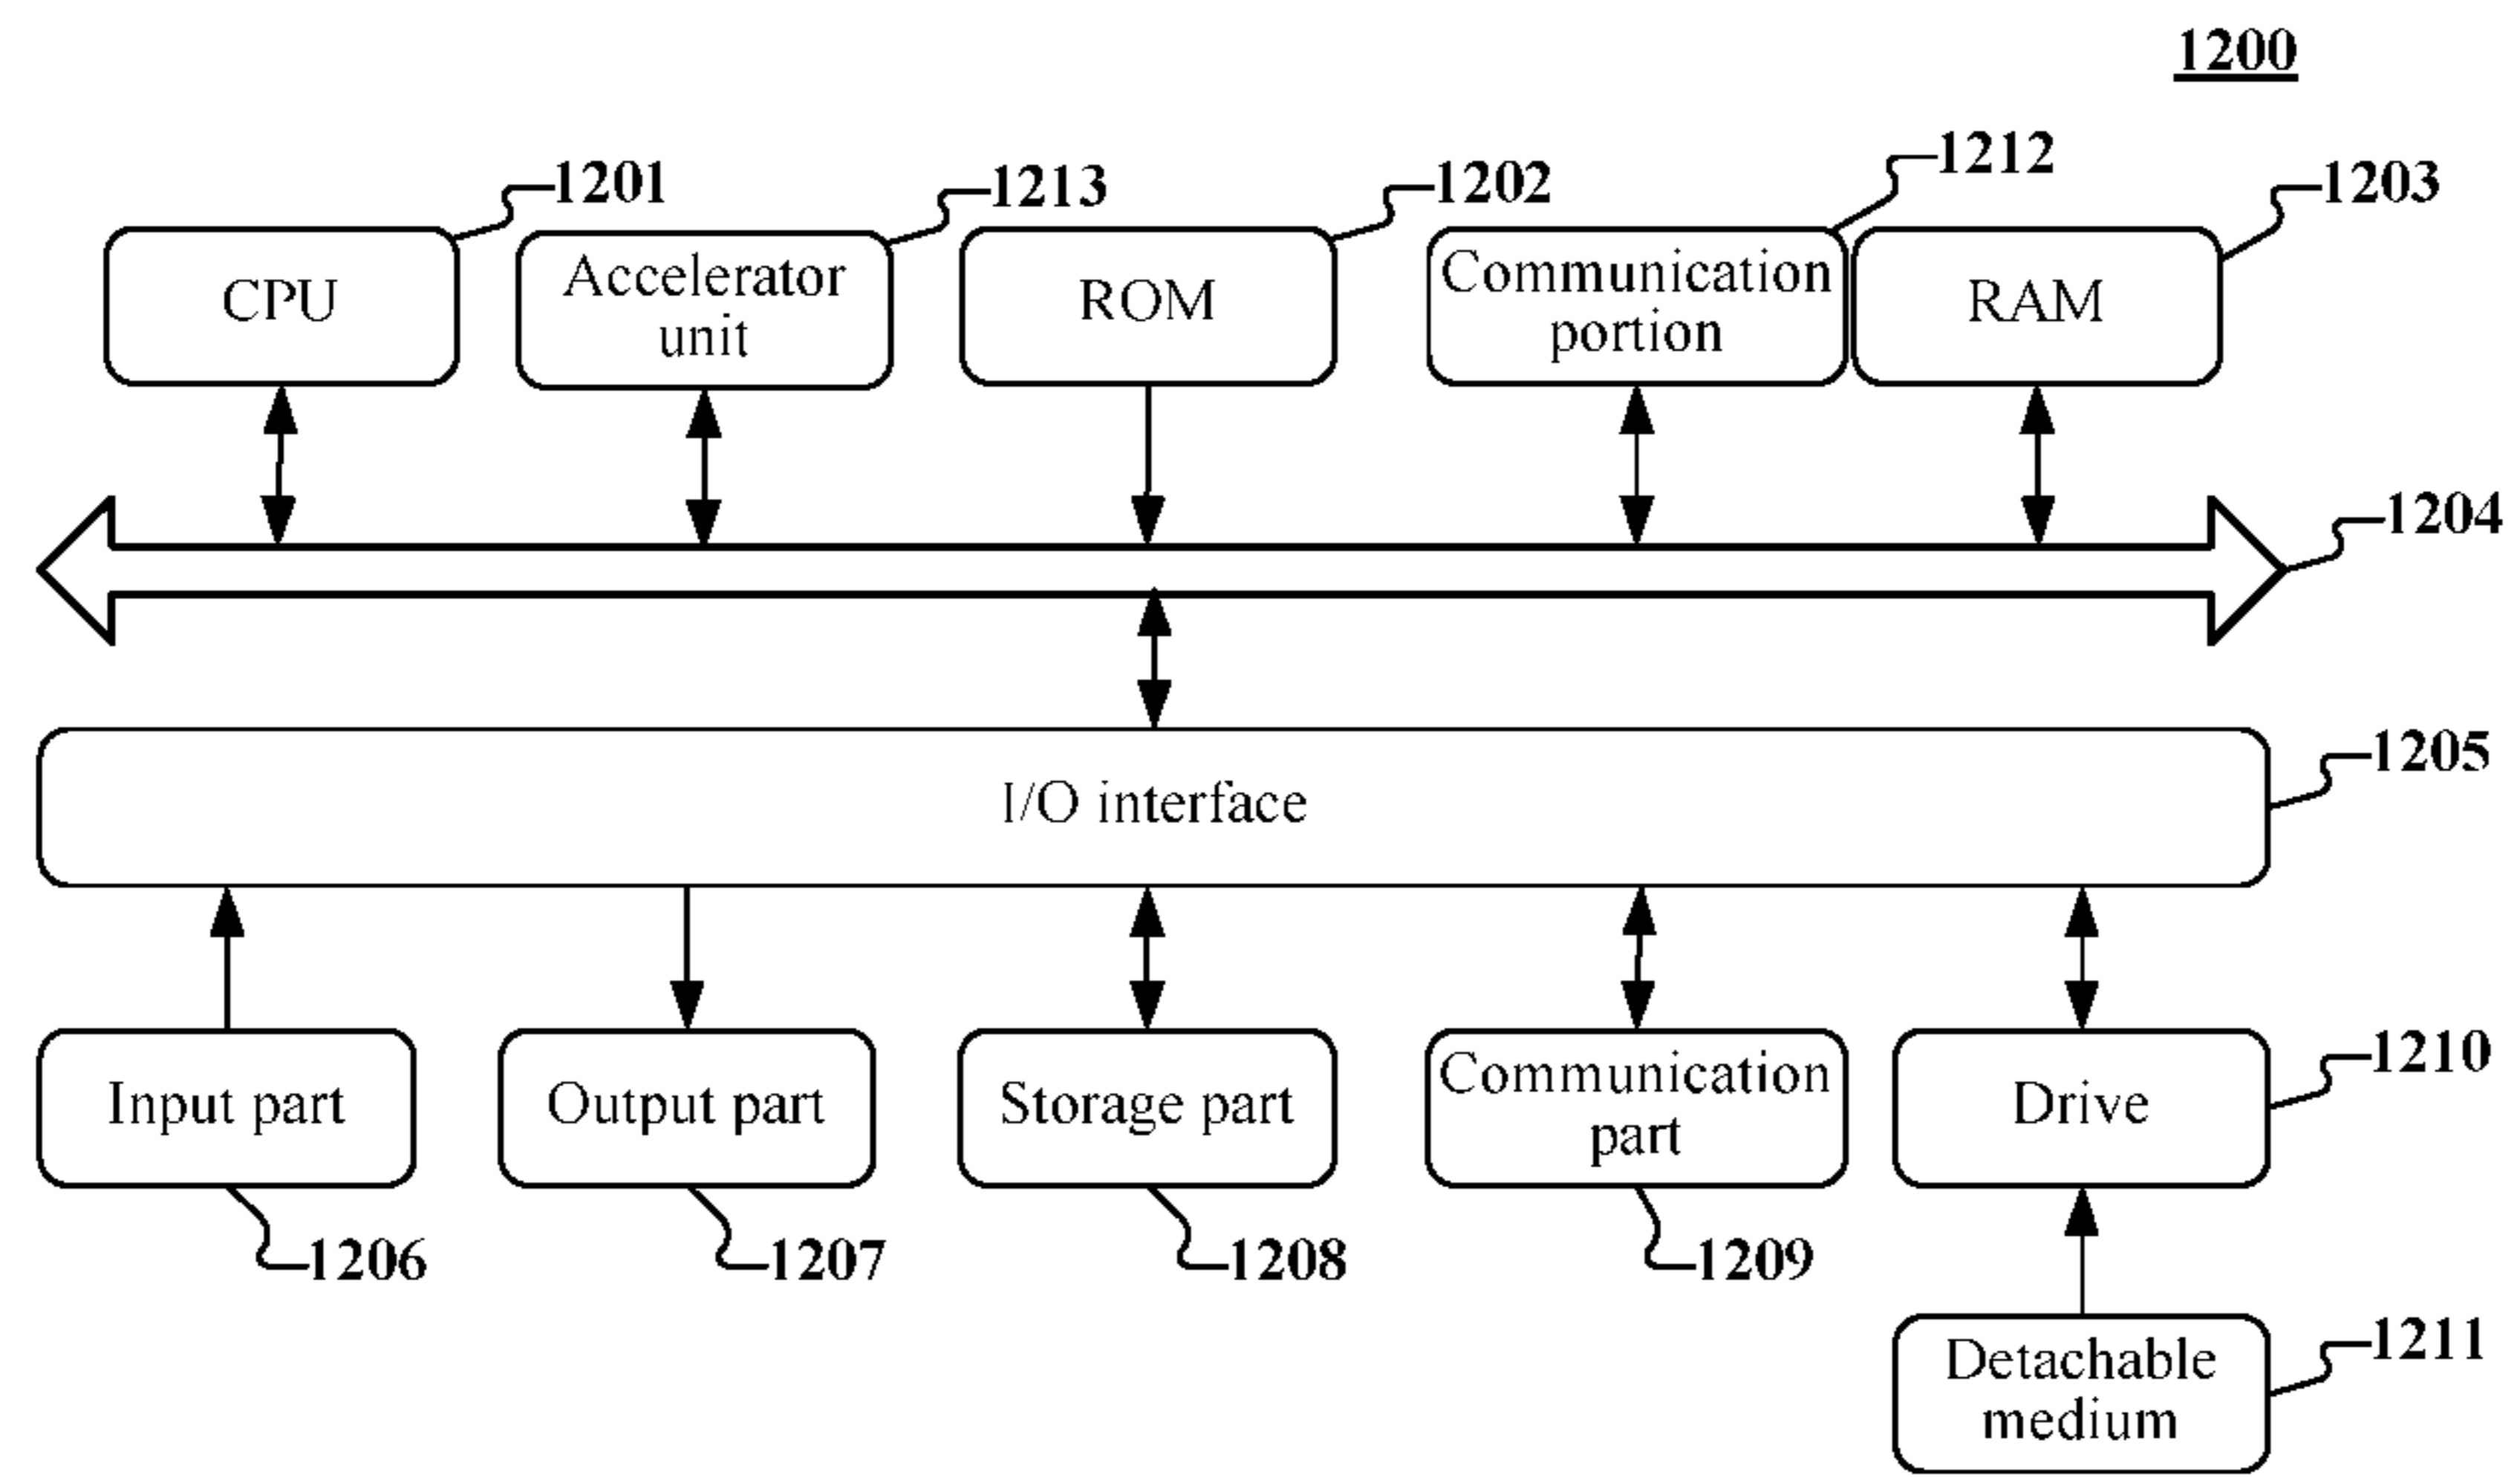 1200
1201
1213
1202
1212
1203
CPU
Accelerator
unit
ROM
Communication
portion
RAM
1204
1205
I/O interface
Input part
Output part
Storage part
Communication
part
Drive
1210
1206
1207
1208
1209
Detachable
medium
1211